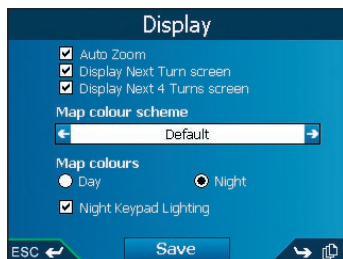 Display
Auto Zoom
Display Next Turn screen
Display Next 4 Turns screen
Map colour scheme
Default
Map colours
Day Night
Night Keypad Lighting
ESC Save